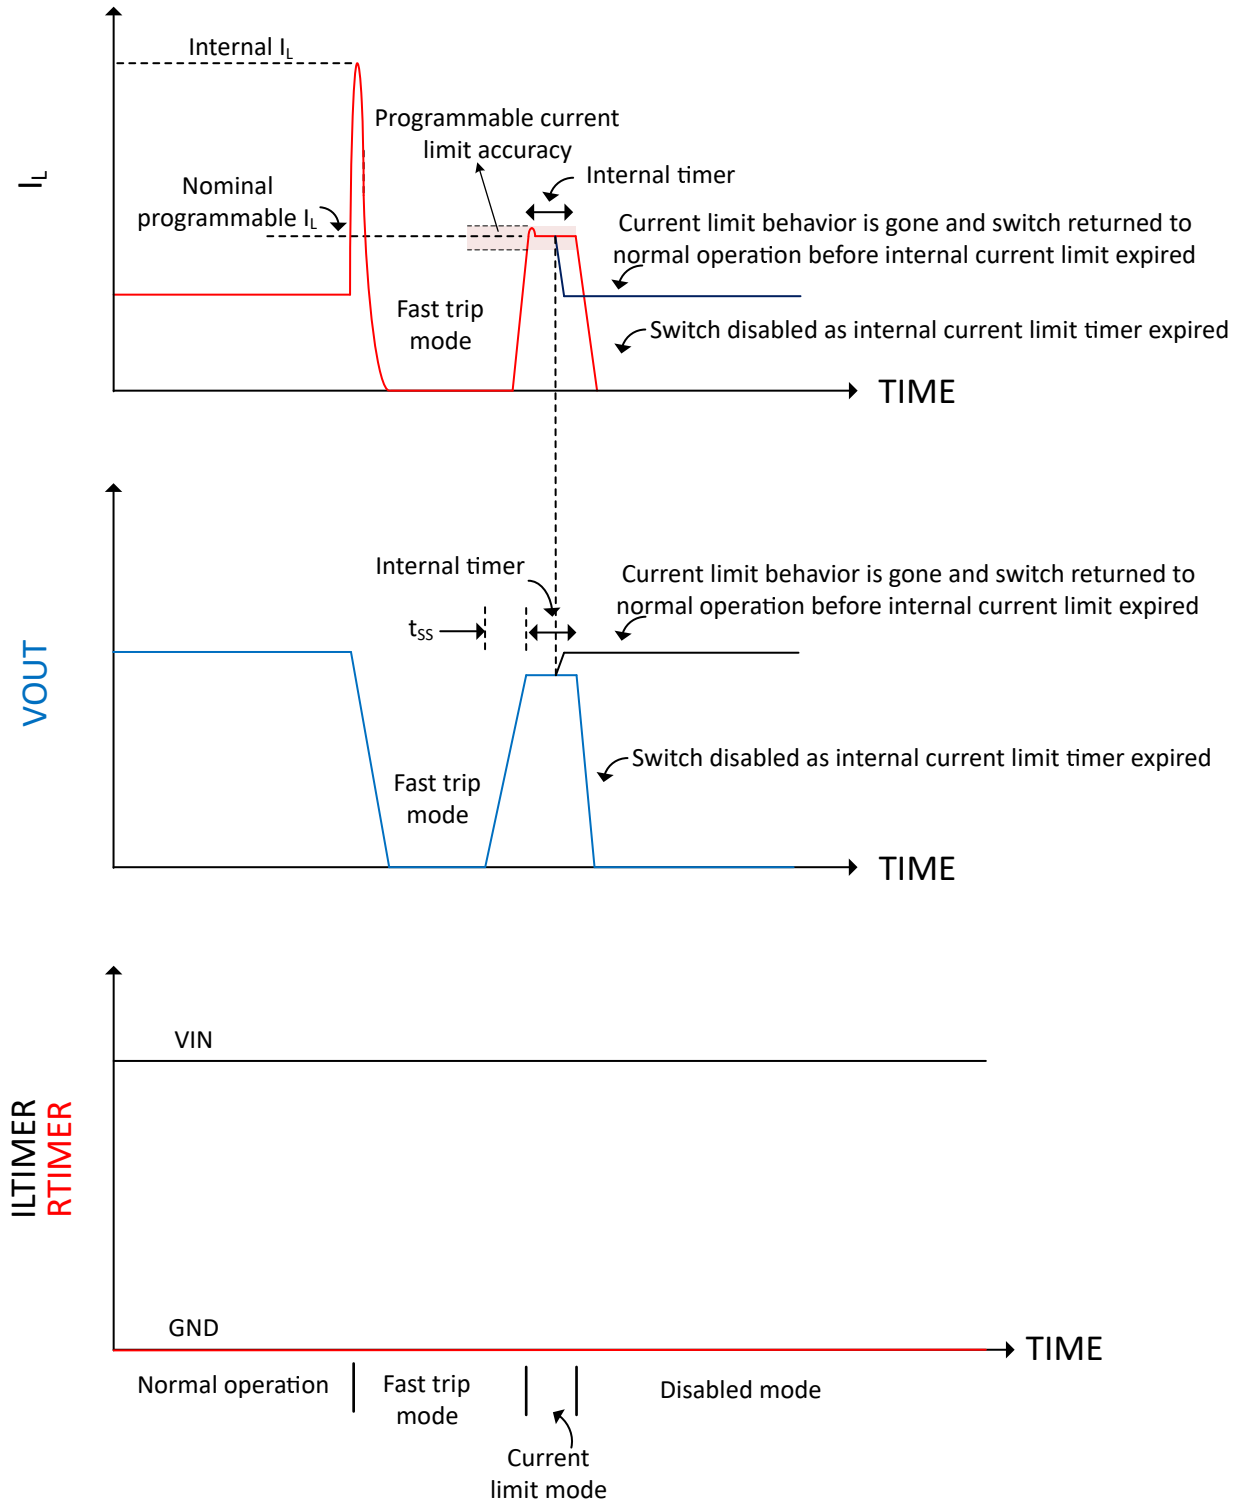 Internal IL
Programmable current
limit accuracy
Internal timer
Nominal
programmable IL
IL
Current limit behavior is gone and switch returned to
normal operation before internal current limit expired
Fast trip
mode
Switch disabled as internal current limit timer expired
TIME
Internal timer
Current limit behavior is gone and switch returned to
normal operation before internal current limit expired
tSS
VOUT
Switch disabled as internal current limit timer expired
Fast trip
mode
TIME
VIN
ILTIMER
RTIMER
GND
TIME
Normal operation
Fast trip
mode
Disabled mode
Current
limit mode